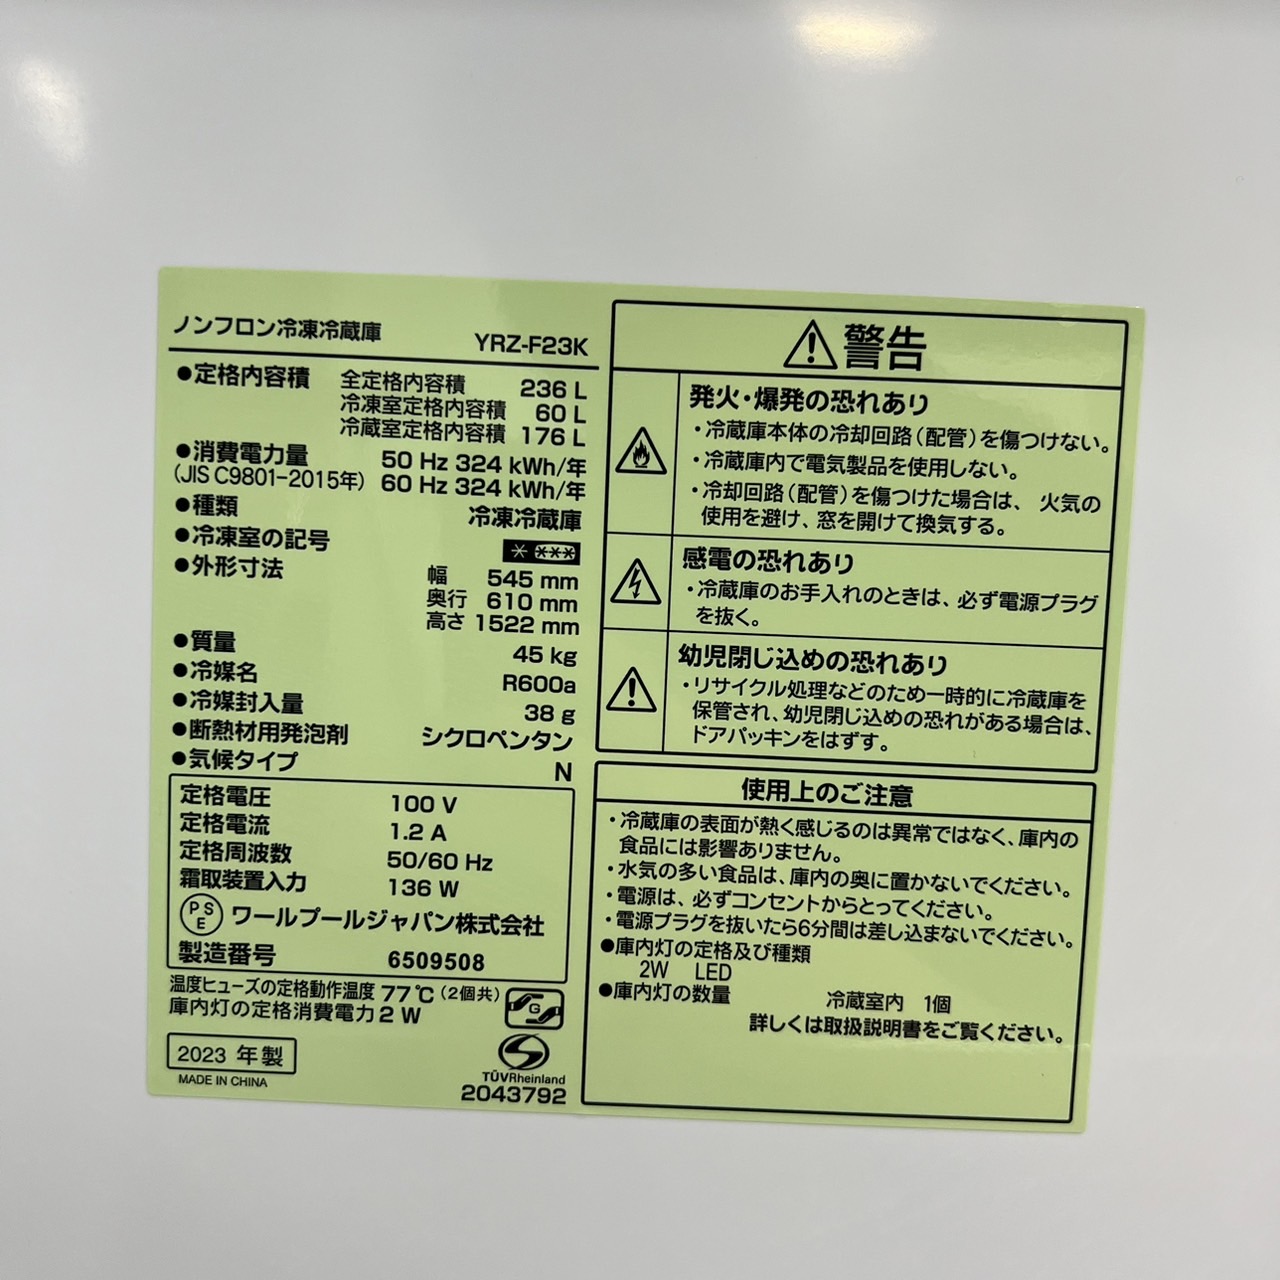 ノンフロン冷凍冷蔵庫 YRZ-F23K
●定格内容積 全定格内容積 236 L
冷凍室定格内容積 60 L
冷蔵室定格内容積 176 L
●消費電力量 50 Hz 324 kWh/年
(JIS C9801-2015年) 60 Hz 324 kWh/年
●種類 冷凍冷蔵庫
●冷凍室の記号 * ***
●外形寸法 幅 545 mm
奥行 610 mm
高さ 1522 mm
●質量 45 kg
●冷媒名 R600a
●冷媒封入量 38 g
●断熱材用発泡剤 シクロペンタン
●気候タイプ N
定格電圧 100 V
定格電流 1.2 A
定格周波数 50/60 Hz
霜取装置入力 136 W
PSE ワールプールジャパン株式会社
製造番号 6509508
温度ヒューズの定格動作温度 77℃(2個共)
庫内灯の定格消費電力 2 W
G
2023 年製
MADE IN CHINA
TÜVRheinland
2043792
警告
発火・爆発の恐れあり
・冷蔵庫本体の冷却回路(配管)を傷つけない。
・冷蔵庫内で電気製品を使用しない。
・冷却回路(配管)を傷つけた場合は、火気の
使用を避け、窓を開けて換気する。
感電の恐れあり
・冷蔵庫のお手入れのときは、必ず電源プラグ
を抜く。
幼児閉じ込めの恐れあり
・リサイクル処理などのため一時的に冷蔵庫を
保管され、幼児閉じ込めの恐れがある場合は、
ドアパッキンをはずす。
使用上のご注意
・冷蔵庫の表面が熱く感じるのは異常ではなく、庫内の
食品には影響ありません。
・水気の多い食品は、庫内の奥に置かないでください。
・電源は、必ずコンセントからとってください。
・電源プラグを抜いたら6分間は差し込まないでください。
●庫内灯の定格及び種類
2W LED
●庫内灯の数量 冷蔵室内 1個
詳しくは取扱説明書をご覧ください。